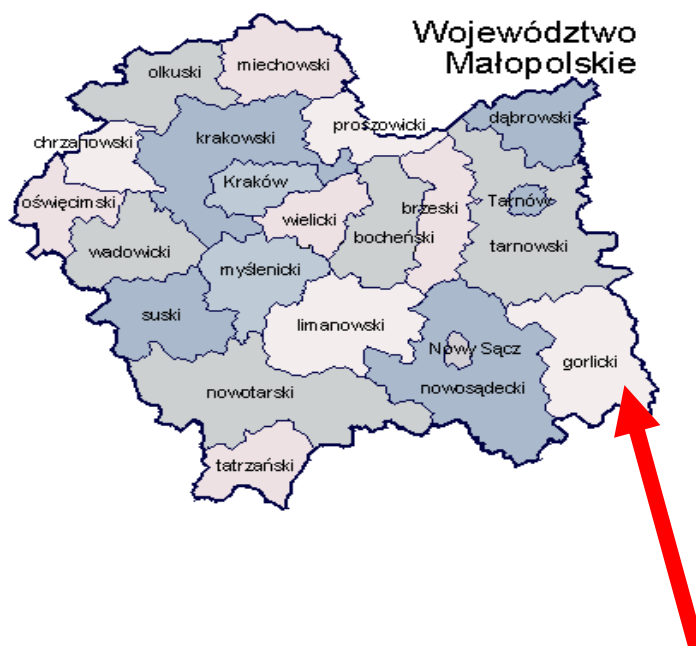 Województwo
Małopolskie
olkuski
miechowski
chrzanowski
krakowski
proszowicki
dąbrowski
oświęcimski
Kraków
wielicki
brzeski
Tarnów
wadowicki
bocheński
tarnowski
myślenicki
suski
limanowski
Nowy Sącz
gorlicki
nowotarski
nowosądecki
tatrzański